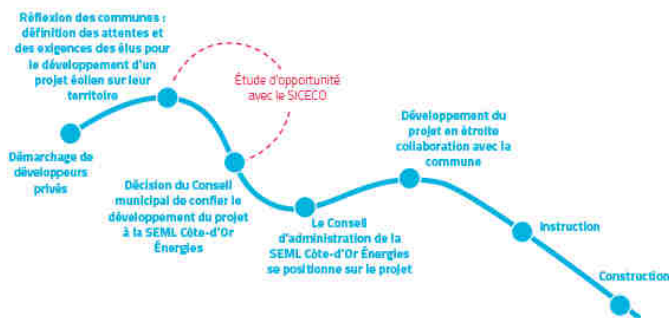 Réflexion des communes :
définition des attentes et
des exigences des élus pour
le développement d'un
projet éolien sur leur
territoire
Étude d'opportunité
avec le SICECO
Démarchage de
développeurs
privés
Décision du Conseil
municipal de confier le
développement du projet
à la SEML Côte-d'Or
Énergies
Le Conseil
d'administration de la
SEML Côte-d'Or Énergies
se positionne sur le projet
Développement du
projet en étroite
collaboration avec la
commune
Instruction
Construction